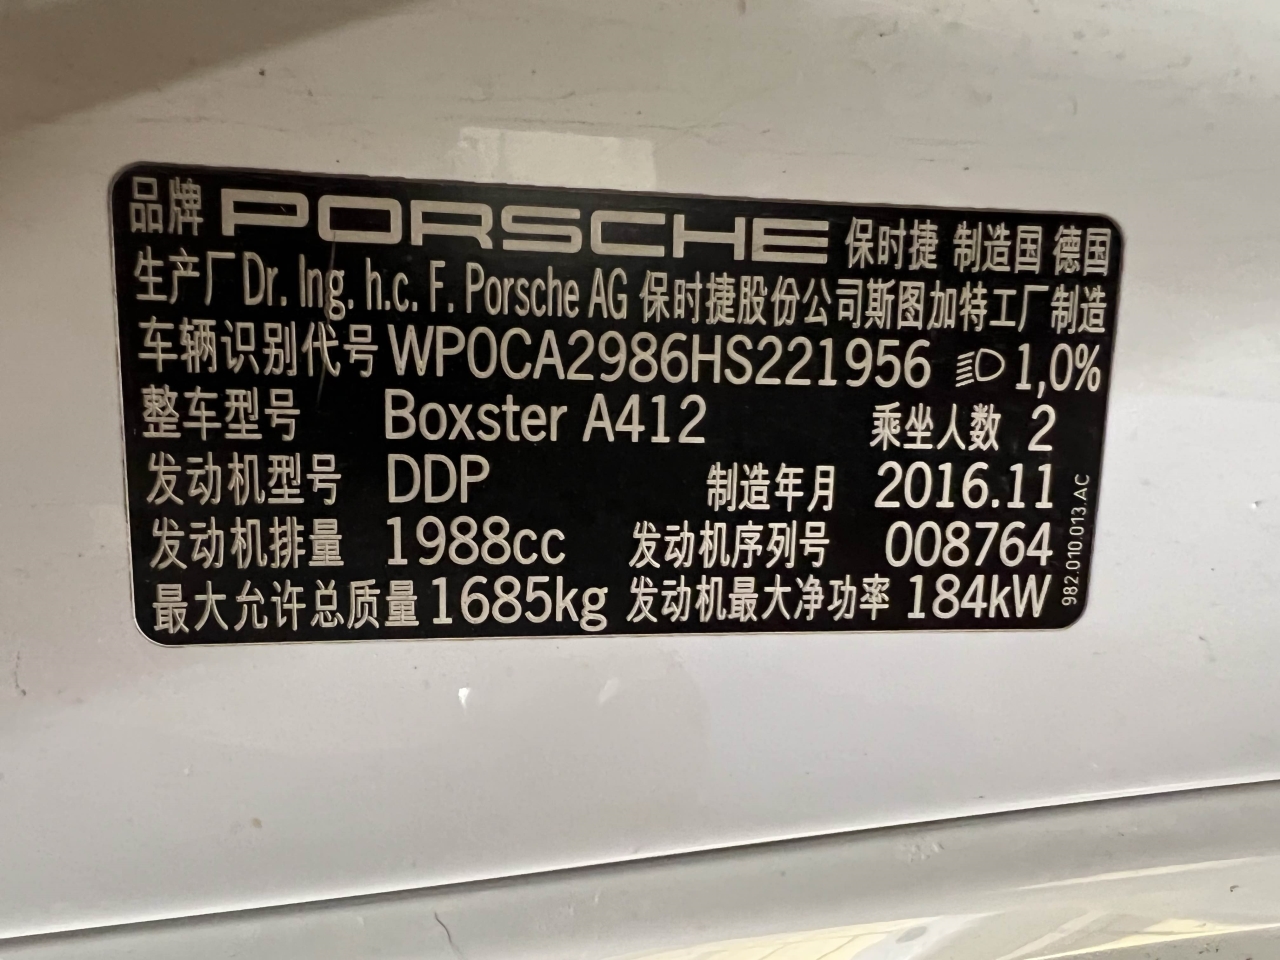 品牌 PORSCHE 保时捷 制造国 德国
生产厂 Dr. Ing. h.c. F. Porsche AG 保时捷股份公司斯图加特工厂制造
车辆识别代号 WP0CA2986HS221956 1,0%
整车型号 Boxster A412 乘坐人数 2
发动机型号 DDP 制造年月 2016.11
发动机排量 1988cc 发动机序列号 008764
最大允许总质量 1685kg 发动机最大净功率 184kW
982.010.013.AC